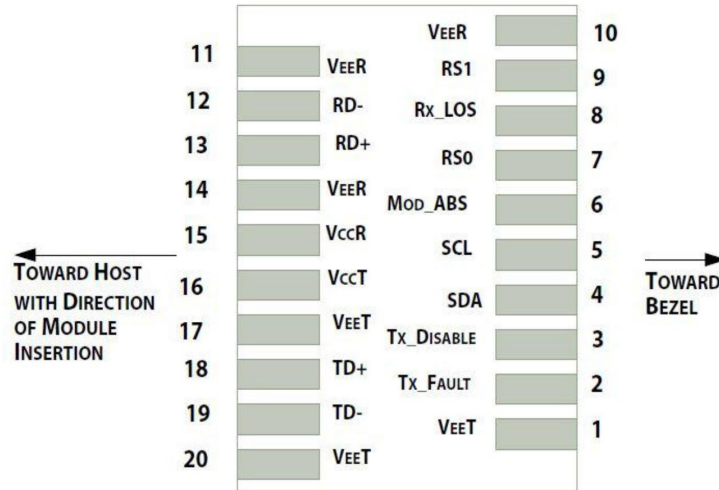 11 VEER
12 RD-
13 RD+
14 VEER
15 VCCR
16 VCCT
17 VEET
18 TD+
19 TD-
20 VEET
VEER 10
RS1 9
RX_LOS 8
RS0 7
MOD_ABS 6
SCL 5
SDA 4
TX_DISABLE 3
TX_FAULT 2
VEET 1
TOWARD HOST
WITH DIRECTION
OF MODULE
INSERTION
TOWARD
BEZEL